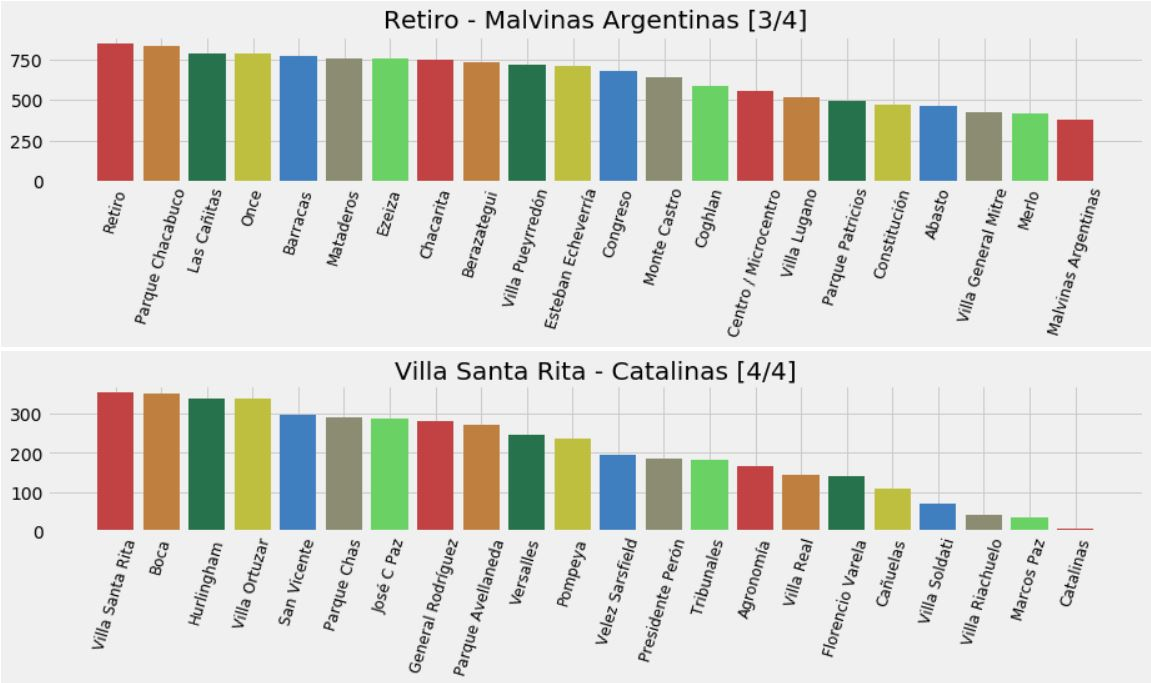 Retiro - Malvinas Argentinas [3/4]
750
500
250
0
Retiro
Parque Chacabuco
Las Cañitas
Once
Barracas
Mataderos
Ezeiza
Chacarita
Berazategui
Villa Pueyrredón
Esteban Echeverría
Congreso
Monte Castro
Coghlan
Centro / Microcentro
Villa Lugano
Parque Patricios
Constitución
Abasto
Villa General Mitre
Merlo
Malvinas Argentinas
Villa Santa Rita - Catalinas [4/4]
300
200
100
0
Villa Santa Rita
Boca
Hurlingham
Villa Ortuzar
San Vicente
Parque Chas
José C Paz
General Rodríguez
Parque Avellaneda
Versalles
Pompeya
Velez Sarsfield
Presidente Perón
Tribunales
Agronomía
Villa Real
Florencio Varela
Cañuelas
Villa Soldati
Villa Riachuelo
Marcos Paz
Catalinas